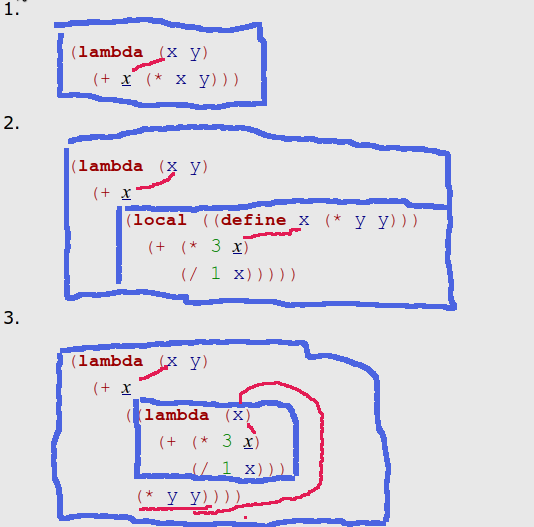 1.
(lambda (x y)
(+ x (* x y)))
2.
(lambda (x y)
(+ x
(local ((define x (* y y)))
(+ (* 3 x)
(/ 1 x)))))
3.
(lambda (x y)
(+ x
((lambda (x)
(+ (* 3 x)
(/ 1 x)))
(* y y))))